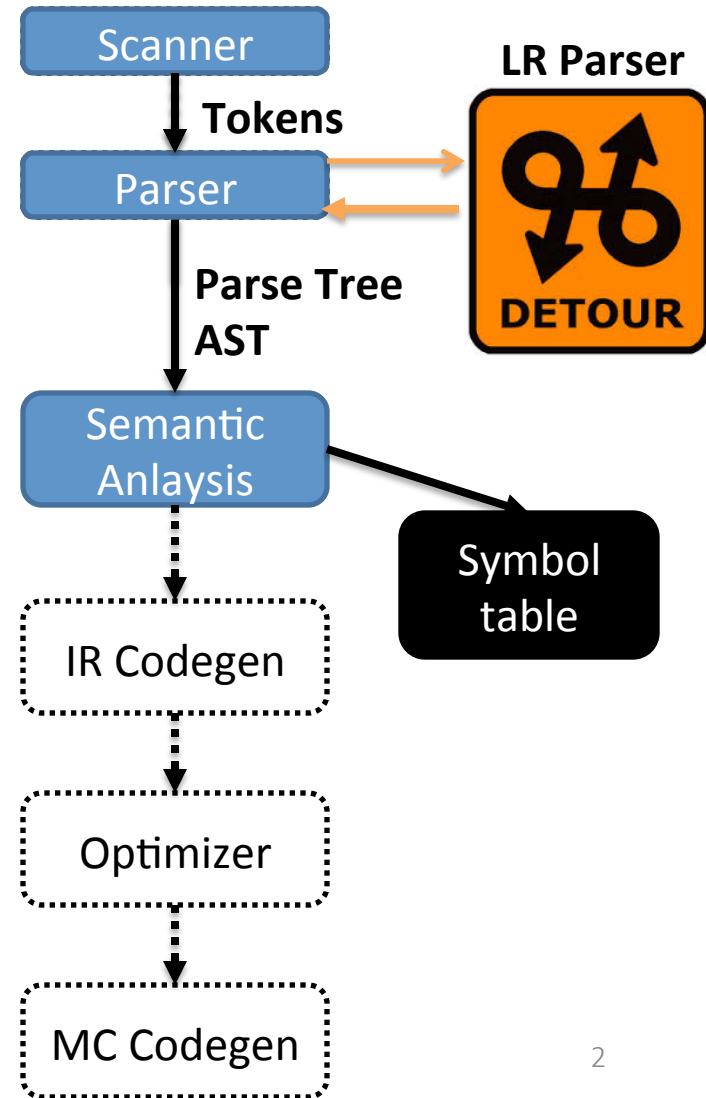 Scanner
LR Parser
Tokens
Parser
DETOUR
Parse Tree
AST
Semantic
Anlaysis
Symbol
table
IR Codegen
Optimizer
MC Codegen
2